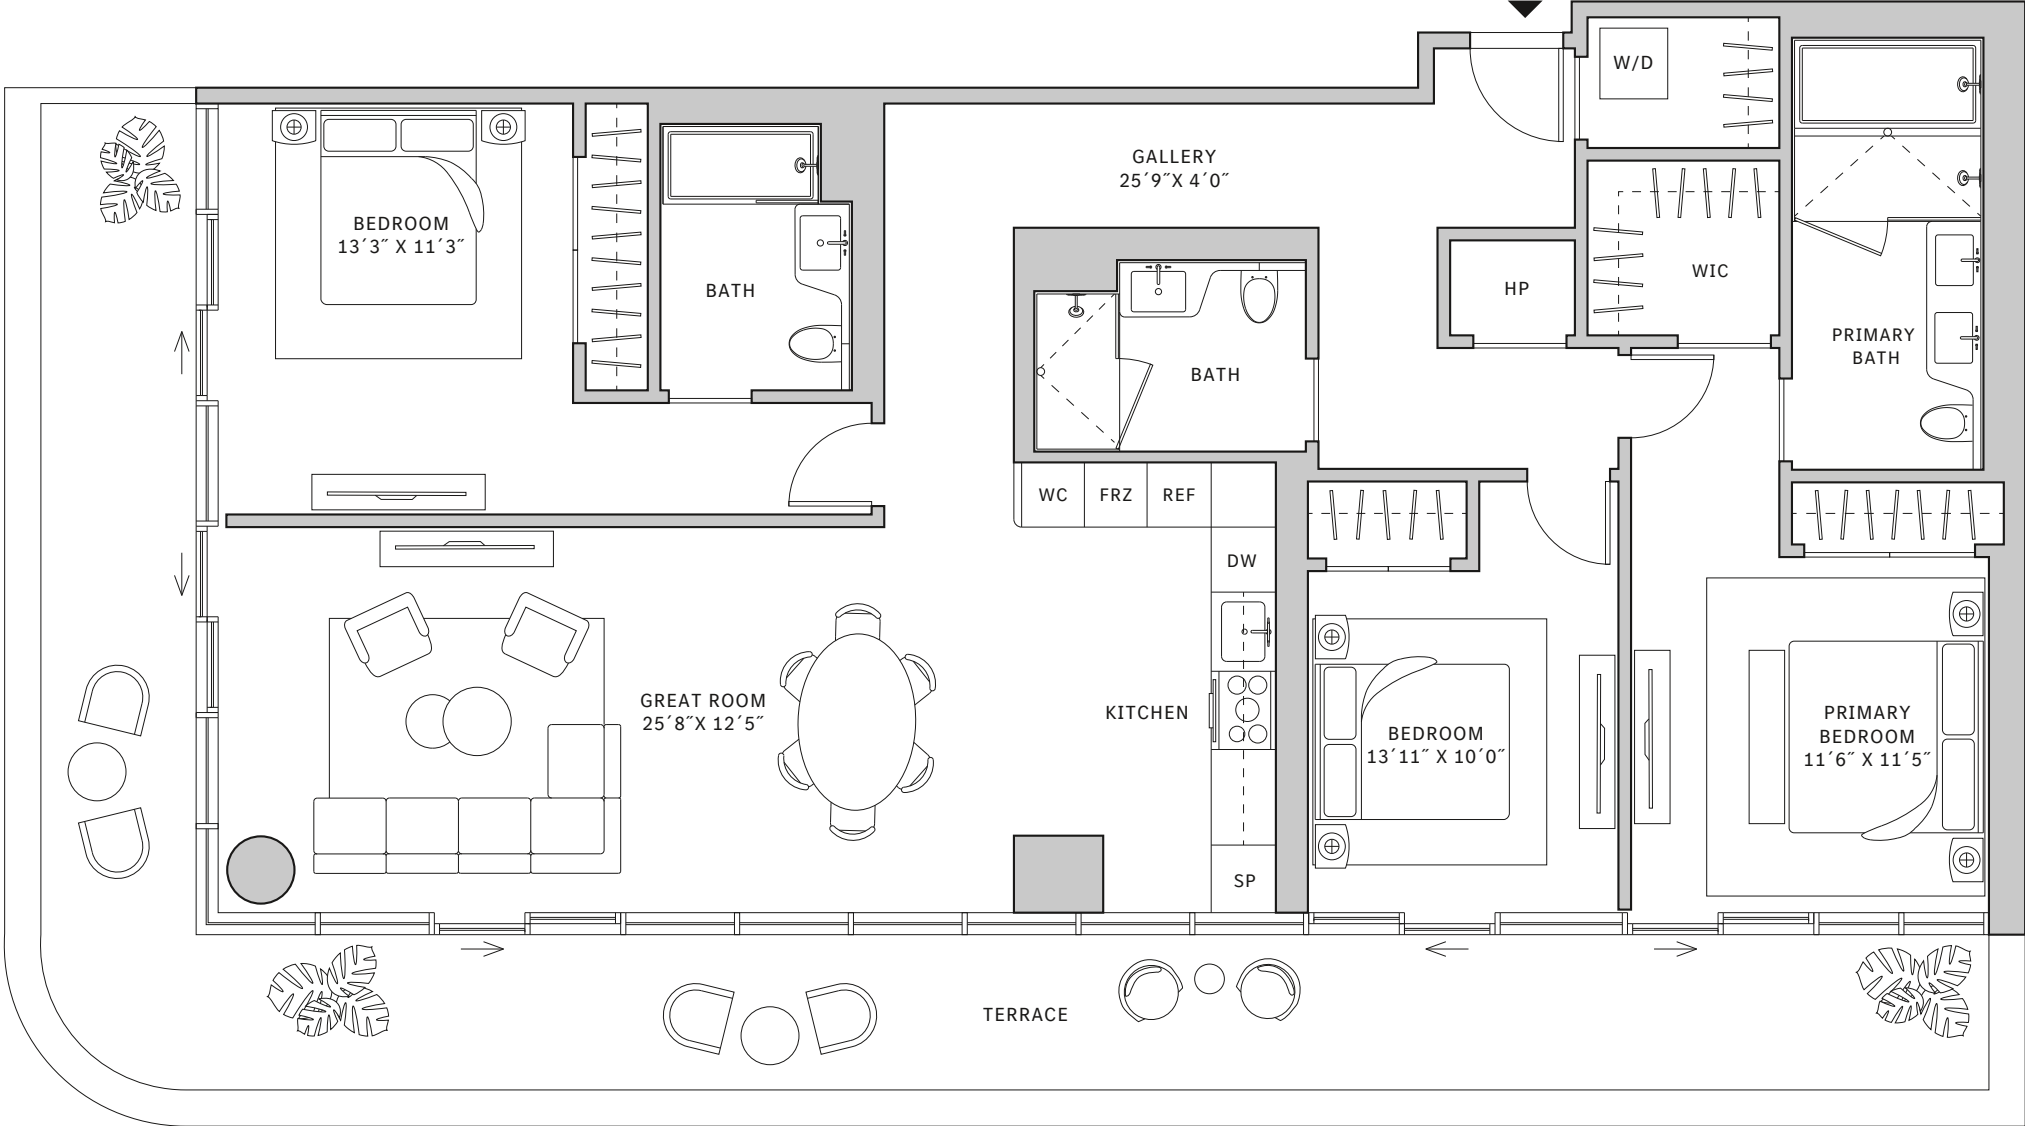 W/D
GALLERY
25´9˝X 4´0˝
BEDROOM
13´3˝ X 11´3˝
BATH
HP
WIC
PRIMARY
BATH
BATH
WC
FRZ
REF
DW
GREAT ROOM
25´8˝X 12´5˝
KITCHEN
BEDROOM
13´11˝ X 10´0˝
PRIMARY
BEDROOM
11´6˝ X 11´5˝
SP
TERRACE